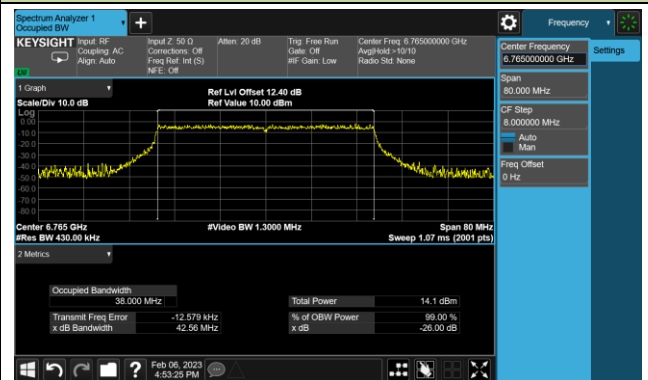 Spectrum Analyzer 1
Occupied BW
Frequency
KEYSIGHT
Input: RF
Coupling: AC
Align: Auto
Input Z: 50 Ω
Corrections: Off
Freq Ref: Int (S)
NFE: Off
Atten: 20 dB
Trig: Free Run
Gate: Off
#IF Gain: Low
Center Freq: 6.765000000 GHz
Avg|Hold:>10/10
Radio Std: None
Center Frequency
6.765000000 GHz
Settings
Span
80.000 MHz
CF Step
8.000000 MHz
Auto
Man
Freq Offset
0 Hz
1 Graph
Scale/Div 10.0 dB
Ref Lvl Offset 12.40 dB
Ref Value 10.00 dBm
Log
0.00
-10.0
-20.0
-30.0
-40.0
-50.0
-60.0
-70.0
-80.0
Center 6.765 GHz
#Res BW 430.00 kHz
#Video BW 1.3000 MHz
Span 80 MHz
Sweep 1.07 ms (2001 pts)
2 Metrics
Occupied Bandwidth
38.000 MHz
Total Power 14.1 dBm
Transmit Freq Error -12.579 kHz
% of OBW Power 99.00 %
x dB Bandwidth 42.56 MHz
x dB -26.00 dB
Feb 06, 2023
4:53:25 PM